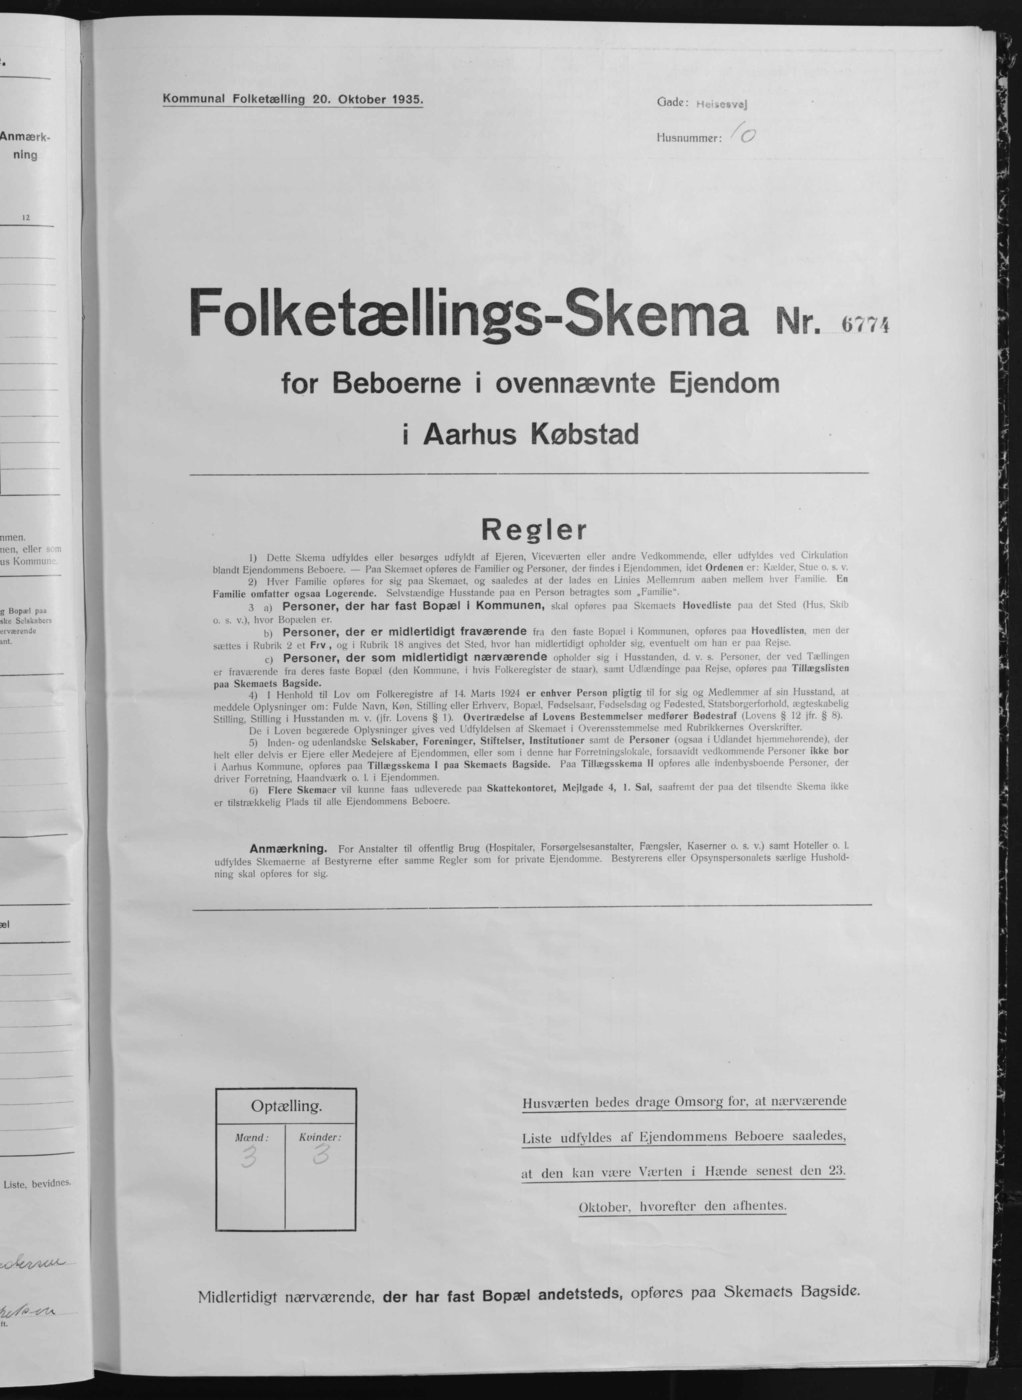 Kommunal Folketælling 20. Oktober 1935.
Gade: Heisesvej
Husnummer: 10
Folketællings-Skema Nr. 6774
for Beboerne i ovennævnte Ejendom
i Aarhus Købstad
Regler
1) Dette Skema udfyldes eller besørges udfyldt af Ejeren, Viceværten eller andre Vedkommende, eller udfyldes ved Cirkulation
blandt Ejendommens Beboere. — Paa Skemaet opføres de Familier og Personer, der findes i Ejendommen, idet Ordenen er: Kælder, Stue o. s. v.
2) Hver Familie opføres for sig paa Skemaet, og saaledes at der lades en Linies Mellemrum aaben mellem hver Familie. En
Familie omfatter ogsaa Logerende. Selvstændige Husstande paa en Person betragtes som „Familie“.
3 a) Personer, der har fast Bopæl i Kommunen, skal opføres paa Skemaets Hovedliste paa det Sted (Hus, Skib
o. s. v.), hvor Bopælen er.
b) Personer, der er midlertidigt fraværende fra den faste Bopæl i Kommunen, opføres paa Hovedlisten, men der
sættes i Rubrik 2 et Frv, og i Rubrik 18 angives det Sted, hvor han midlertidigt opholder sig, eventuelt om han er paa Rejse.
c) Personer, der som midlertidigt nærværende opholder sig i Husstanden, d. v. s. Personer, der ved Tællingen
er fraværende fra deres faste Bopæl (den Kommune, i hvis Folkeregister de staar), samt Udlændinge paa Rejse, opføres paa Tillægslisten
paa Skemaets Bagside.
4) I Henhold til Lov om Folkeregistre af 14. Marts 1924 er enhver Person pligtig til for sig og Medlemmer af sin Husstand, at
meddele Oplysninger om: Fulde Navn, Køn, Stilling eller Erhverv, Bopæl, Fødselsaar, Fødselsdag og Fødested, Statsborgerforhold, ægteskabelig
Stilling, Stilling i Husstanden m. v. (jfr. Lovens § 1). Overtrædelse af Lovens Bestemmelser medfører Bødestraf (Lovens § 12 jfr. § 8).
De i Loven begærede Oplysninger gives ved Udfyldelsen af Skemaet i Overensstemmelse med Rubrikkernes Overskrifter.
5) Inden- og udenlandske Selskaber, Foreninger, Stiftelser, Institutioner samt de Personer (ogsaa i Udlandet hjemmehørende), der
helt eller delvis er Ejere eller Medejere af Ejendommen, eller som i denne har Forretningslokale, forsaavidt vedkommende Personer ikke bor
i Aarhus Kommune, opføres paa Tillægsskema I paa Skemaets Bagside. Paa Tillægsskema II opføres alle indenbysboende Personer, der
driver Forretning, Haandværk o. l. i Ejendommen.
6) Flere Skemaer vil kunne faas udleverede paa Skattekontoret, Mejlgade 4, 1. Sal, saafremt der paa det tilsendte Skema ikke
er tilstrækkelig Plads til alle Ejendommens Beboere.
Anmærkning. For Anstalter til offentlig Brug (Hospitaler, Forsørgelsesanstalter, Fængsler, Kaserner o. s. v.) samt Hoteller o. l.
udfyldes Skemaerne af Bestyrerne efter samme Regler som for private Ejendomme. Bestyrerens eller Opsynspersonalets særlige Hushold-
ning skal opføres for sig.
Optælling.
Mænd: Kvinder:
3 3
Husværten bedes drage Omsorg for, at nærværende
Liste udfyldes af Ejendommens Beboere saaledes,
at den kan være Værten i Hænde senest den 23.
Oktober, hvorefter den afhentes.
Midlertidigt nærværende, der har fast Bopæl andetsteds, opføres paa Skemaets Bagside.
Anmærk-
ning
12
mmen.
nen, eller som
us Kommune.
g Bopæl paa
ske Selskabers
erværende
ant.
æl
Liste, bevidnes.